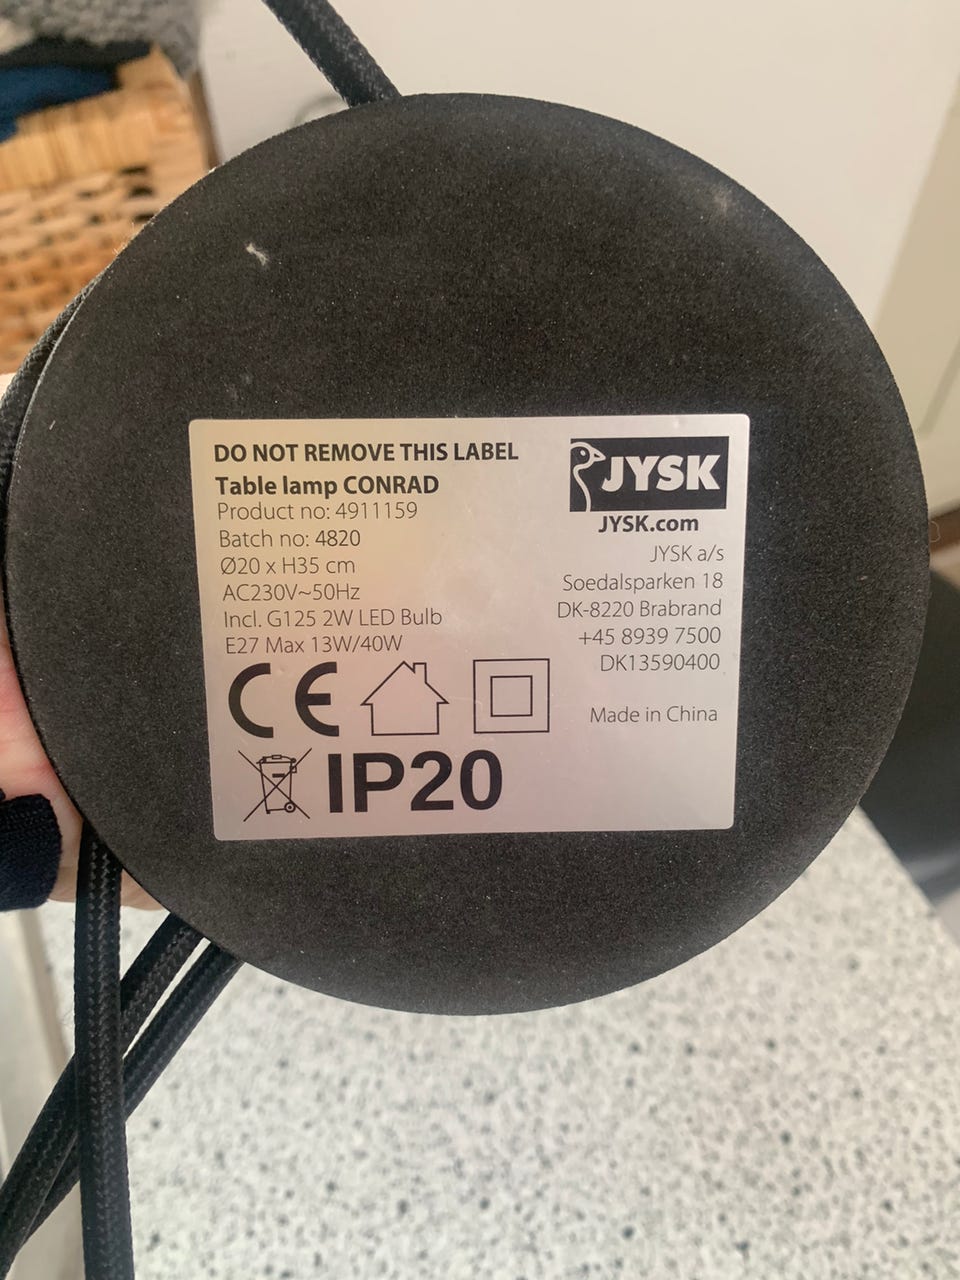 DO NOT REMOVE THIS LABEL
Table lamp CONRAD
Product no: 4911159
Batch no: 4820
Ø20 x H35 cm
AC230V~50Hz
Incl. G125 2W LED Bulb
E27 Max 13W/40W
CE
IP20
JYSK
JYSK.com
JYSK a/s
Soedalsparken 18
DK-8220 Brabrand
+45 8939 7500
DK13590400
Made in China